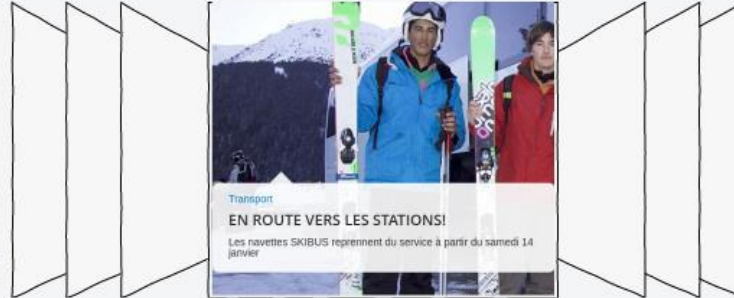 Transport
EN ROUTE VERS LES STATIONS!
Les navettes SKIBUS reprennent du service à partir du samedi 14
janvier